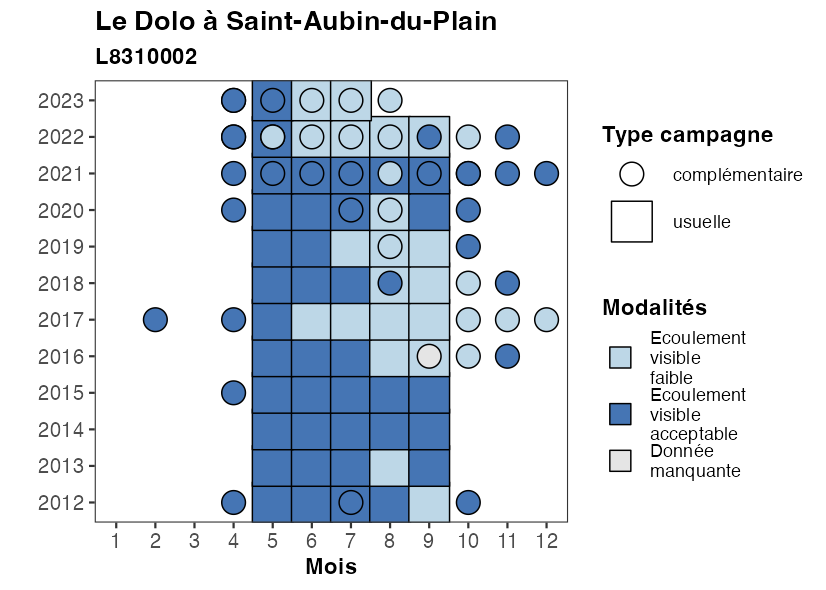 Le Dolo à Saint-Aubin-du-Plain
L8310002
2023
2022
2021
2020
2019
2018
2017
2016
2015
2014
2013
2012
1 2 3 4 5 6 7 8 9 10 11 12
Mois
Type campagne
complémentaire
usuelle
Modalités
Ecoulement
visible
faible
Ecoulement
visible
acceptable
Donnée
manquante